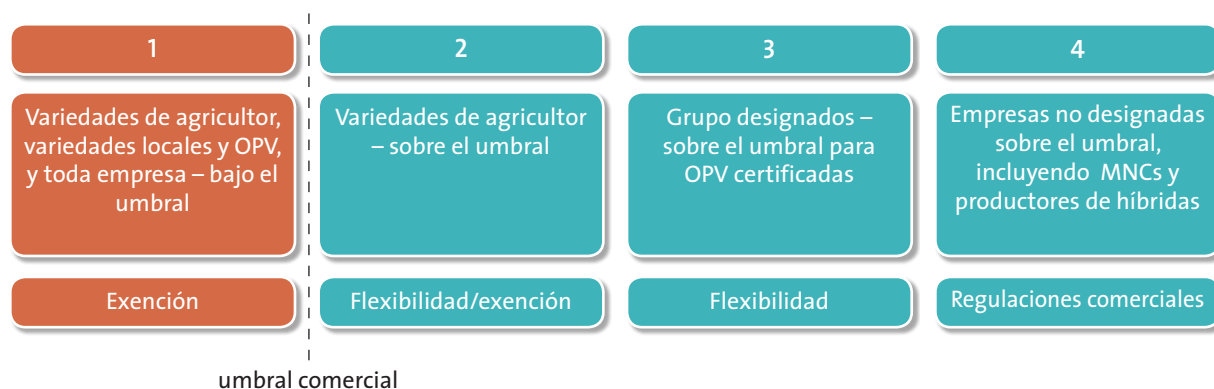 1
2
3
4
Variedades de agricultor,
variedades locales y OPV,
y toda empresa – bajo el
umbral
Variedades de agricultor
– sobre el umbral
Grupo designados –
sobre el umbral para
OPV certificadas
Empresas no designadas
sobre el umbral,
incluyendo MNCs y
productores de híbridas
Exención
Flexibilidad/exención
Flexibilidad
Regulaciones comerciales
umbral comercial